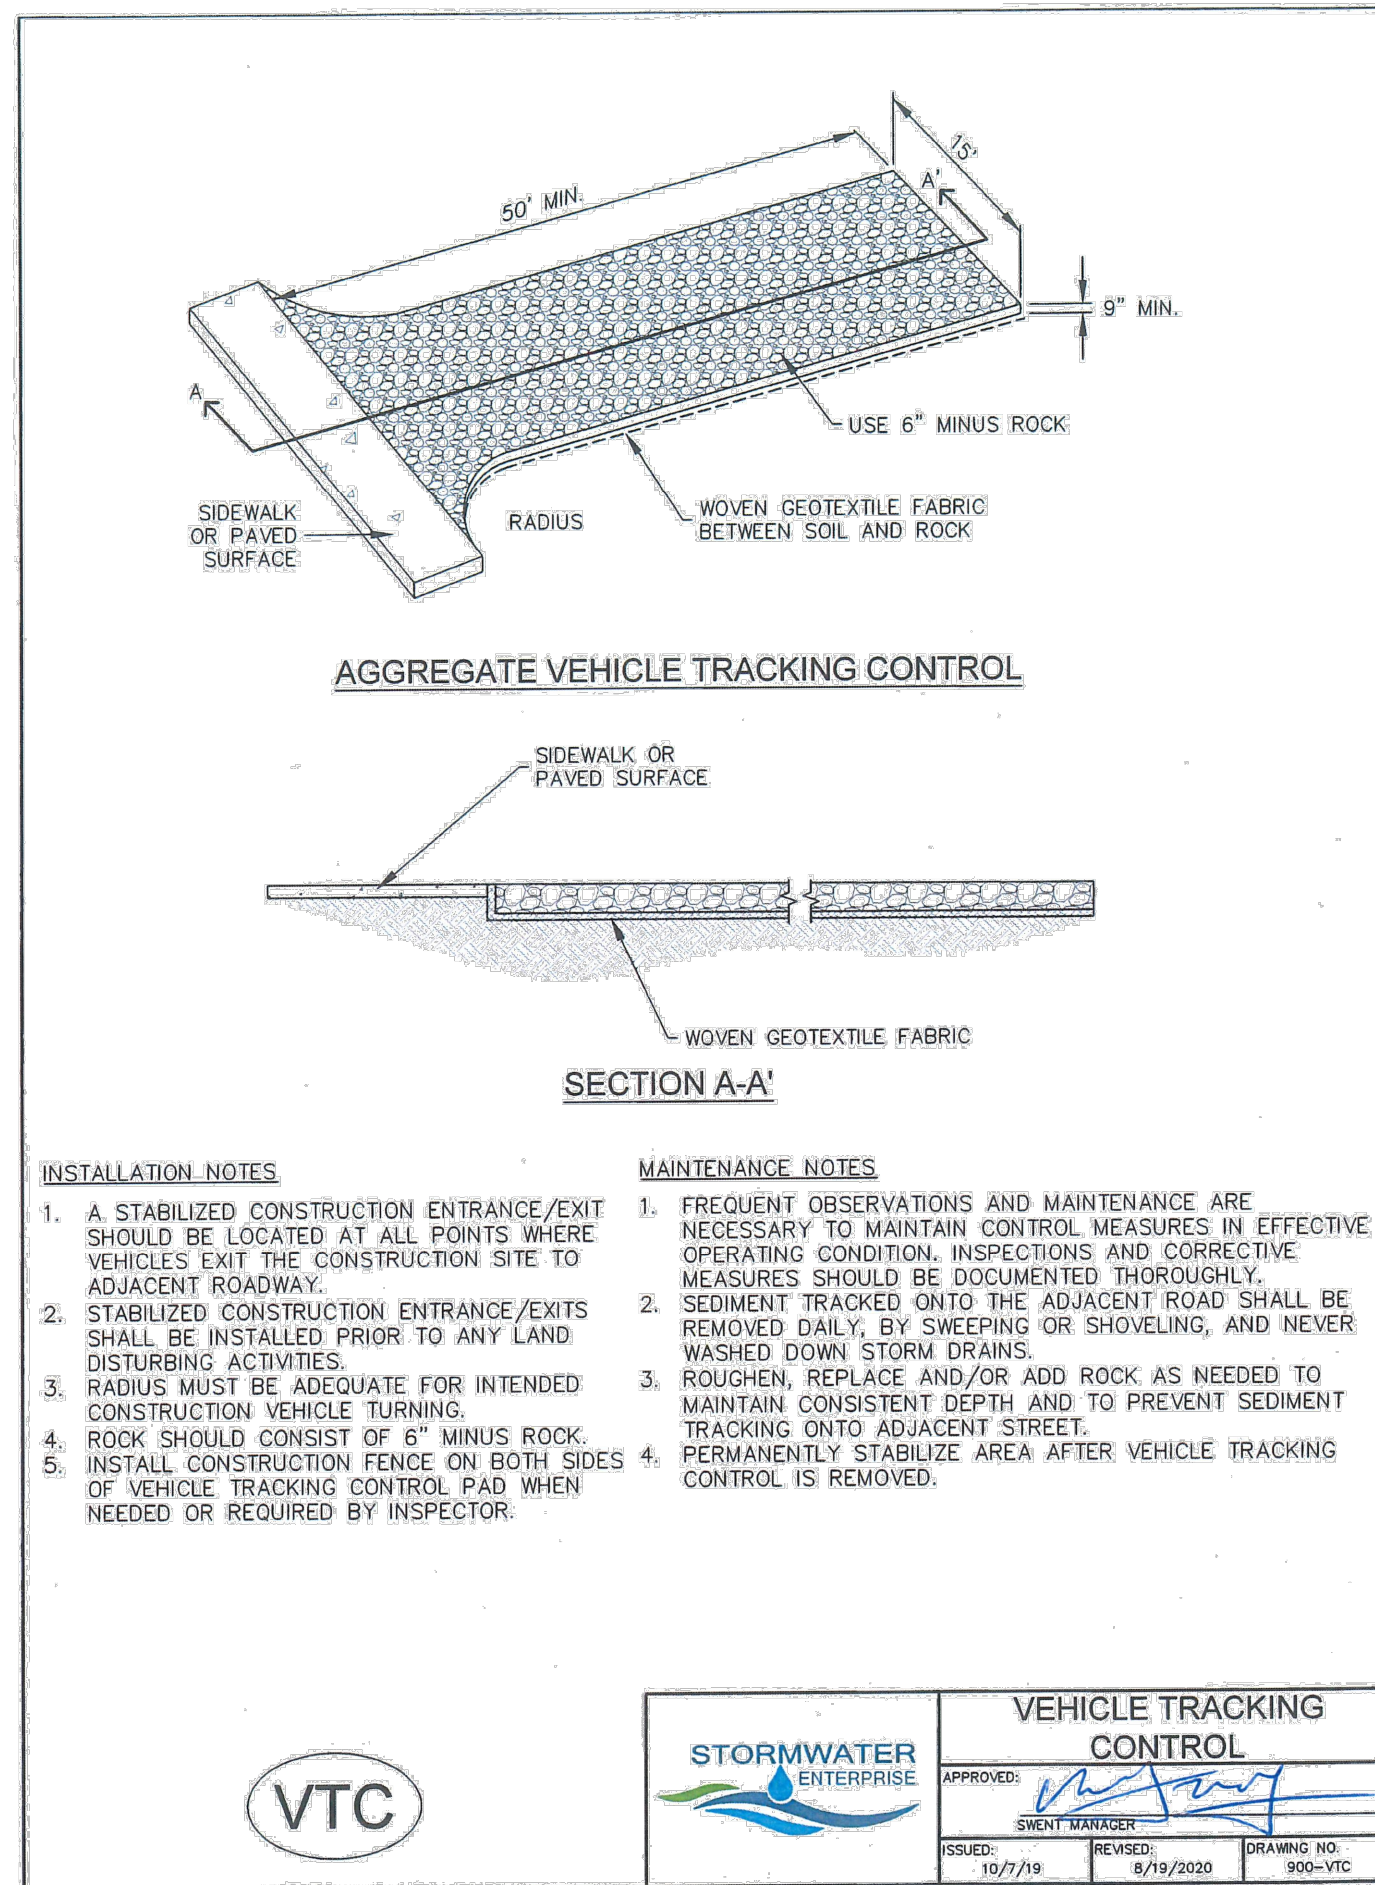 50' MIN.
15'
A'
9" MIN.
A
USE 6" MINUS ROCK
WOVEN GEOTEXTILE FABRIC
BETWEEN SOIL AND ROCK
SIDEWALK
OR PAVED
SURFACE
RADIUS
AGGREGATE VEHICLE TRACKING CONTROL
SIDEWALK OR
PAVED SURFACE
WOVEN GEOTEXTILE FABRIC
SECTION A-A'
INSTALLATION NOTES
1. A STABILIZED CONSTRUCTION ENTRANCE/EXIT
SHOULD BE LOCATED AT ALL POINTS WHERE
VEHICLES EXIT THE CONSTRUCTION SITE TO
ADJACENT ROADWAY.
2. STABILIZED CONSTRUCTION ENTRANCE/EXITS
SHALL BE INSTALLED PRIOR TO ANY LAND
DISTURBING ACTIVITIES.
3. RADIUS MUST BE ADEQUATE FOR INTENDED
CONSTRUCTION VEHICLE TURNING.
4. ROCK SHOULD CONSIST OF 6" MINUS ROCK.
5. INSTALL CONSTRUCTION FENCE ON BOTH SIDES
OF VEHICLE TRACKING CONTROL PAD WHEN
NEEDED OR REQUIRED BY INSPECTOR.
MAINTENANCE NOTES
1. FREQUENT OBSERVATIONS AND MAINTENANCE ARE
NECESSARY TO MAINTAIN CONTROL MEASURES IN EFFECTIVE
OPERATING CONDITION. INSPECTIONS AND CORRECTIVE
MEASURES SHOULD BE DOCUMENTED THOROUGHLY.
2. SEDIMENT TRACKED ONTO THE ADJACENT ROAD SHALL BE
REMOVED DAILY, BY SWEEPING OR SHOVELING, AND NEVER
WASHED DOWN STORM DRAINS.
3. ROUGHEN, REPLACE AND/OR ADD ROCK AS NEEDED TO
MAINTAIN CONSISTENT DEPTH AND TO PREVENT SEDIMENT
TRACKING ONTO ADJACENT STREET.
4. PERMANENTLY STABILIZE AREA AFTER VEHICLE TRACKING
CONTROL IS REMOVED.
VTC
STORMWATER
ENTERPRISE
VEHICLE TRACKING
CONTROL
APPROVED:
SWENT MANAGER
ISSUED:
10/7/19
REVISED:
8/19/2020
DRAWING NO.
900-VTC